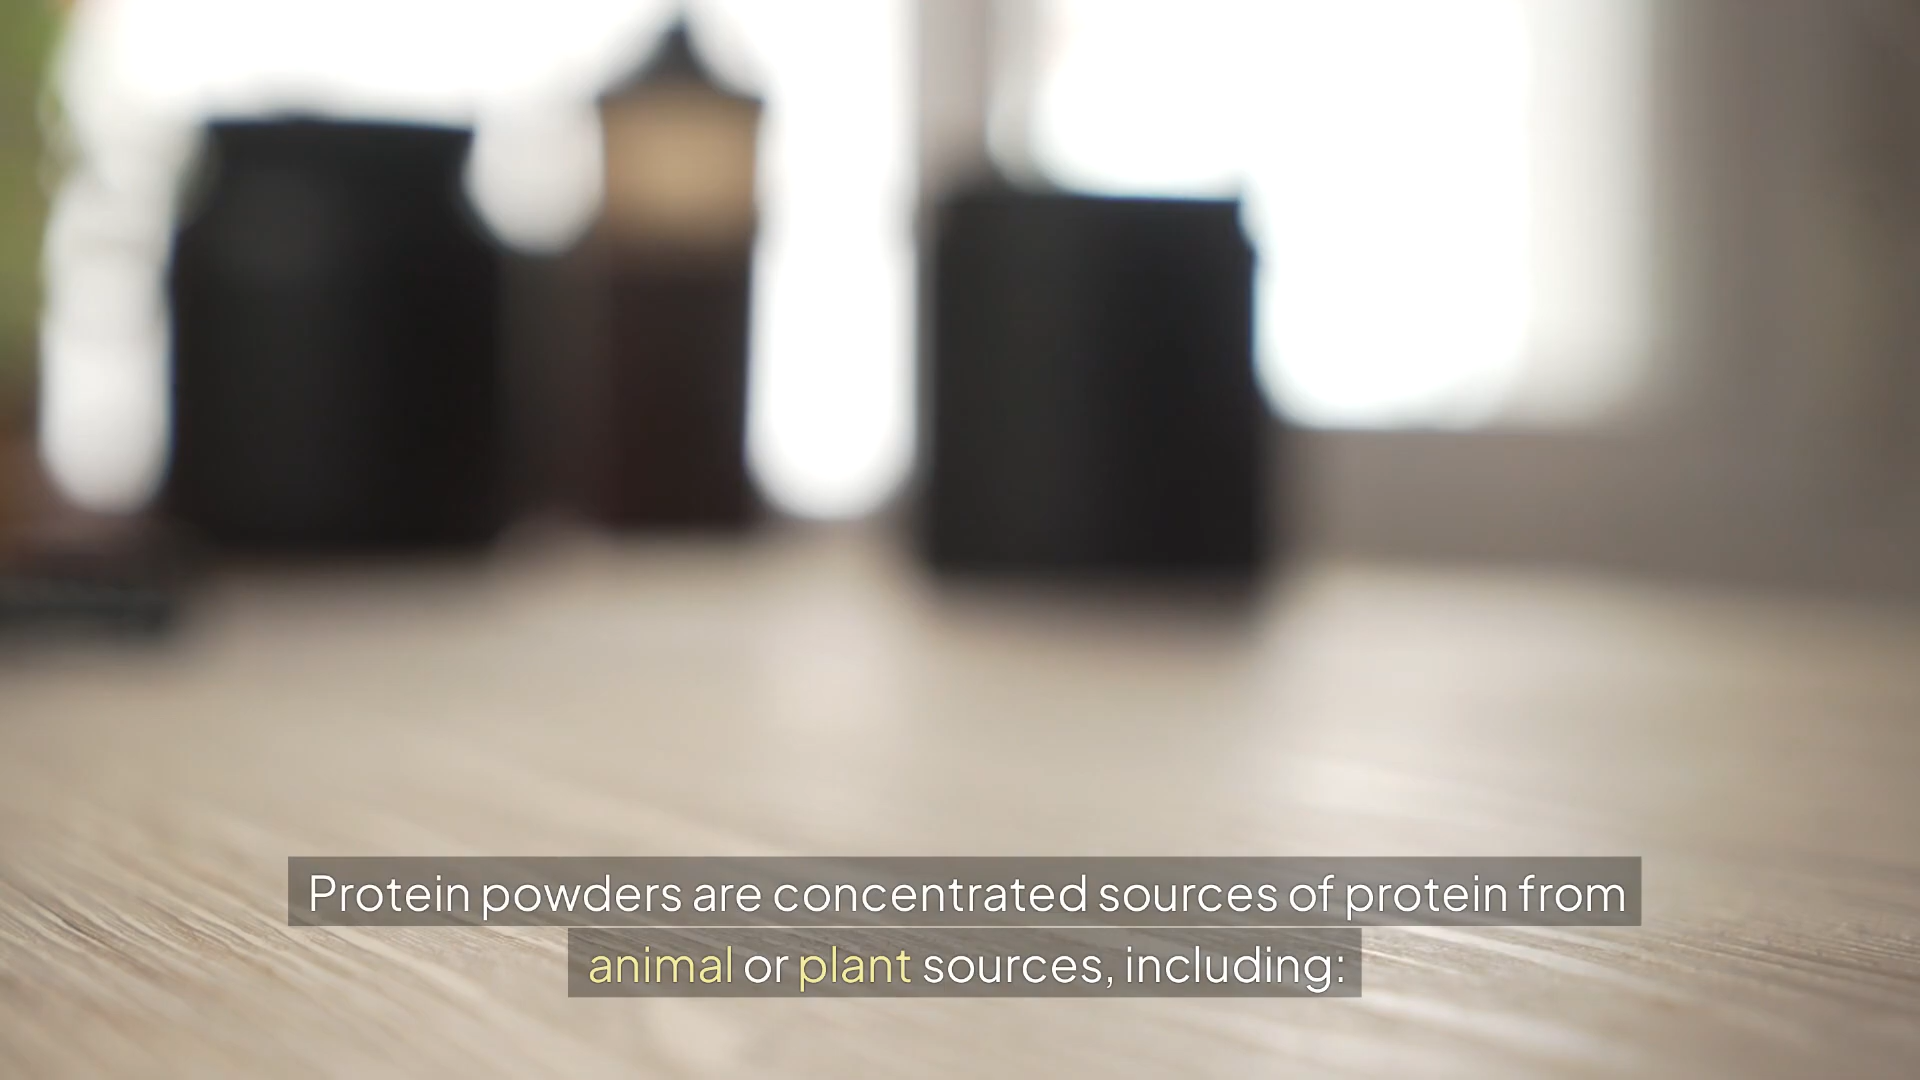 Protein powders are concentrated sources of protein from
animal or plant sources, including: